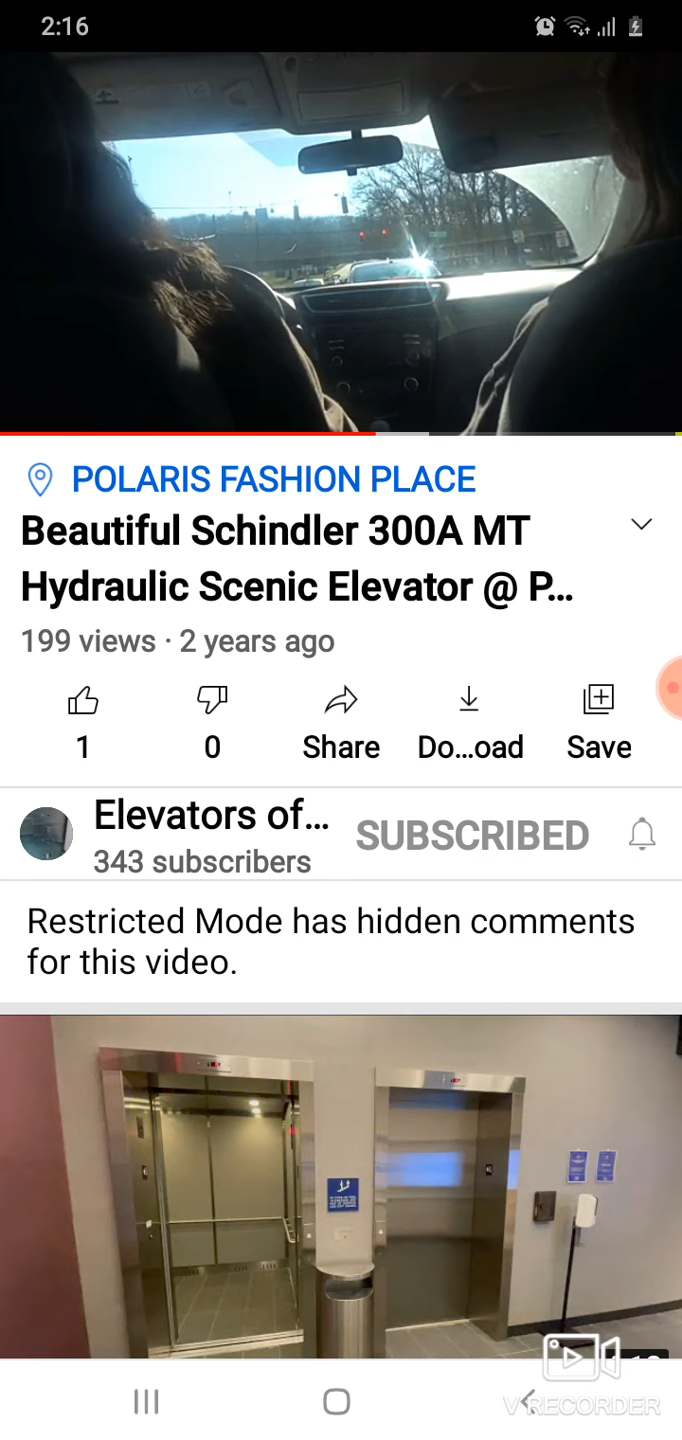 2:16
POLARIS FASHION PLACE
Beautiful Schindler 300A MT
Hydraulic Scenic Elevator @ P...
199 views · 2 years ago
1
0
Share
Do...oad
Save
Elevators of...
SUBSCRIBED
343 subscribers
Restricted Mode has hidden comments
for this video.
V RECORDER